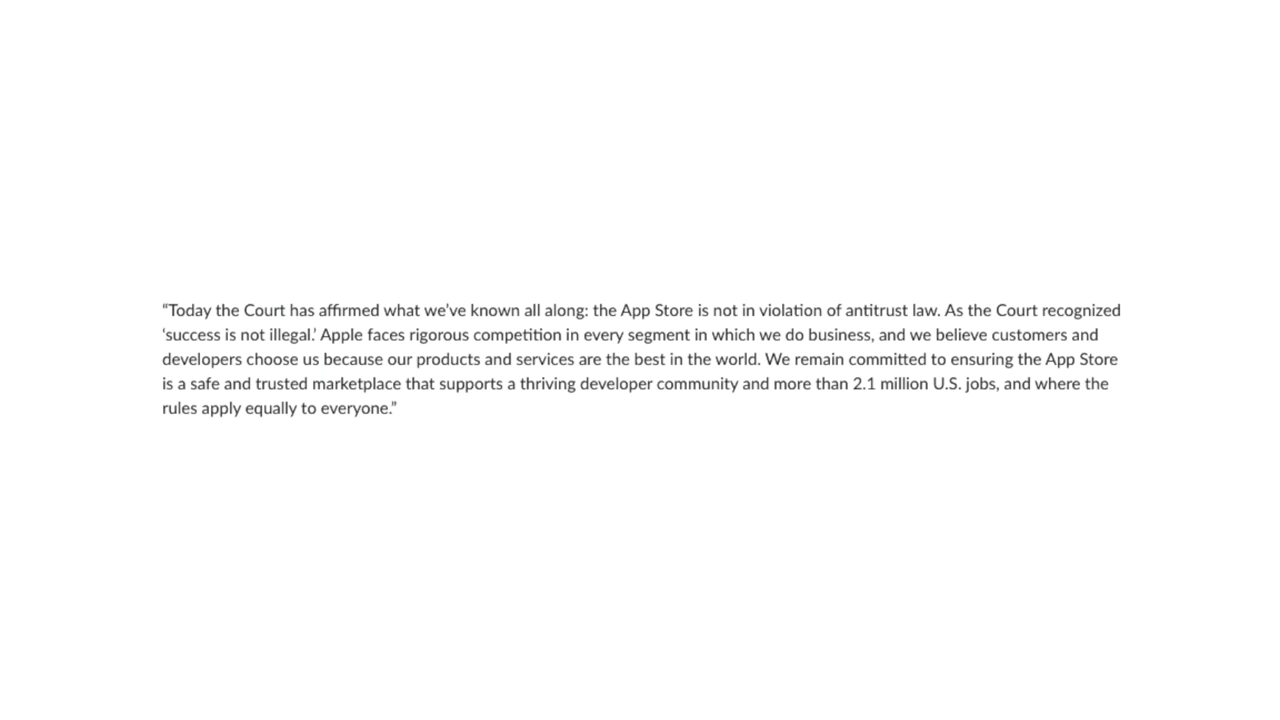 “Today the Court has affirmed what we’ve known all along: the App Store is not in violation of antitrust law. As the Court recognized
‘success is not illegal.’ Apple faces rigorous competition in every segment in which we do business, and we believe customers and
developers choose us because our products and services are the best in the world. We remain committed to ensuring the App Store
is a safe and trusted marketplace that supports a thriving developer community and more than 2.1 million U.S. jobs, and where the
rules apply equally to everyone.”